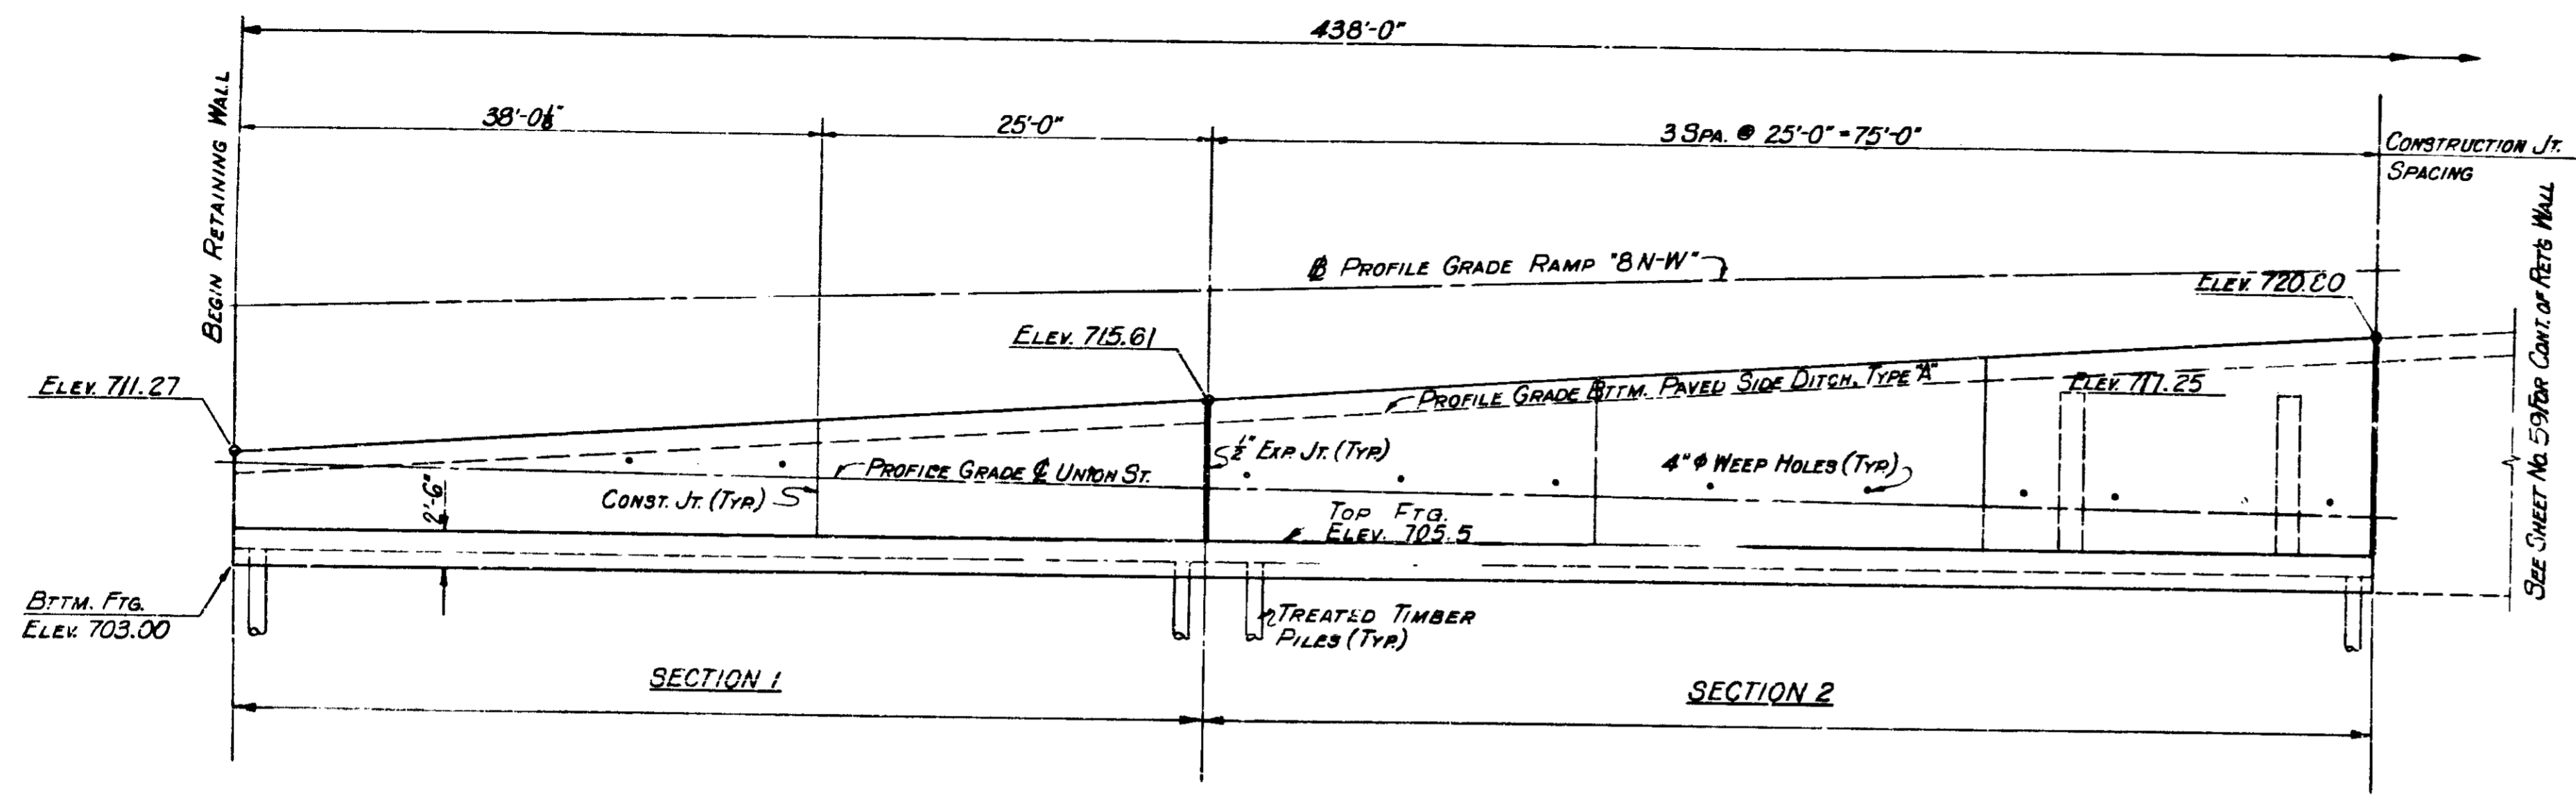 438'-0"
38'-0⅛"
25'-0"
3 SPA. @ 25'-0" = 75'-0"
CONSTRUCTION JT.
SPACING
BEGIN RETAINING WALL
PROFILE GRADE RAMP "8 N-W"
ELEV. 720.80
ELEV. 715.61
ELEV. 711.27
PROFILE GRADE BTTM. PAVED SIDE DITCH, TYPE "A"
ELEV. 717.25
½" EXP. JT. (TYP.)
PROFILE GRADE ℄ UNION ST.
4" ϕ WEEP HOLES (TYP.)
CONST. JT. (TYP.)
2'-6"
TOP FTG.
ELEV. 705.5
BTTM. FTG.
ELEV. 703.00
TREATED TIMBER
PILES (TYP.)
SECTION 1
SECTION 2
SEE SHEET No. 59 FOR CONT. OF RET'G WALL